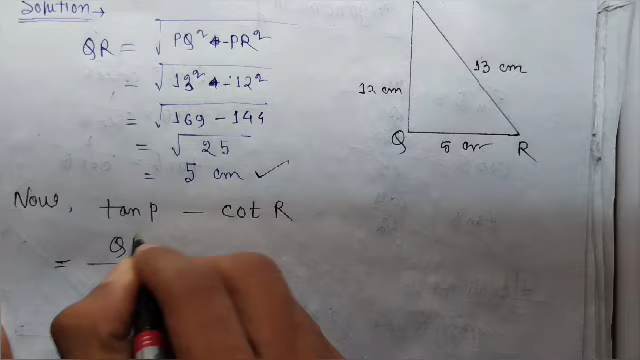 Solution→
QR = √PQ² - PR²
= √13² - 12²
= √169 - 144
= √25
= 5 cm ✓
Now, tan P - cot R
= Q
12 cm
13 cm
Q 5 cm R